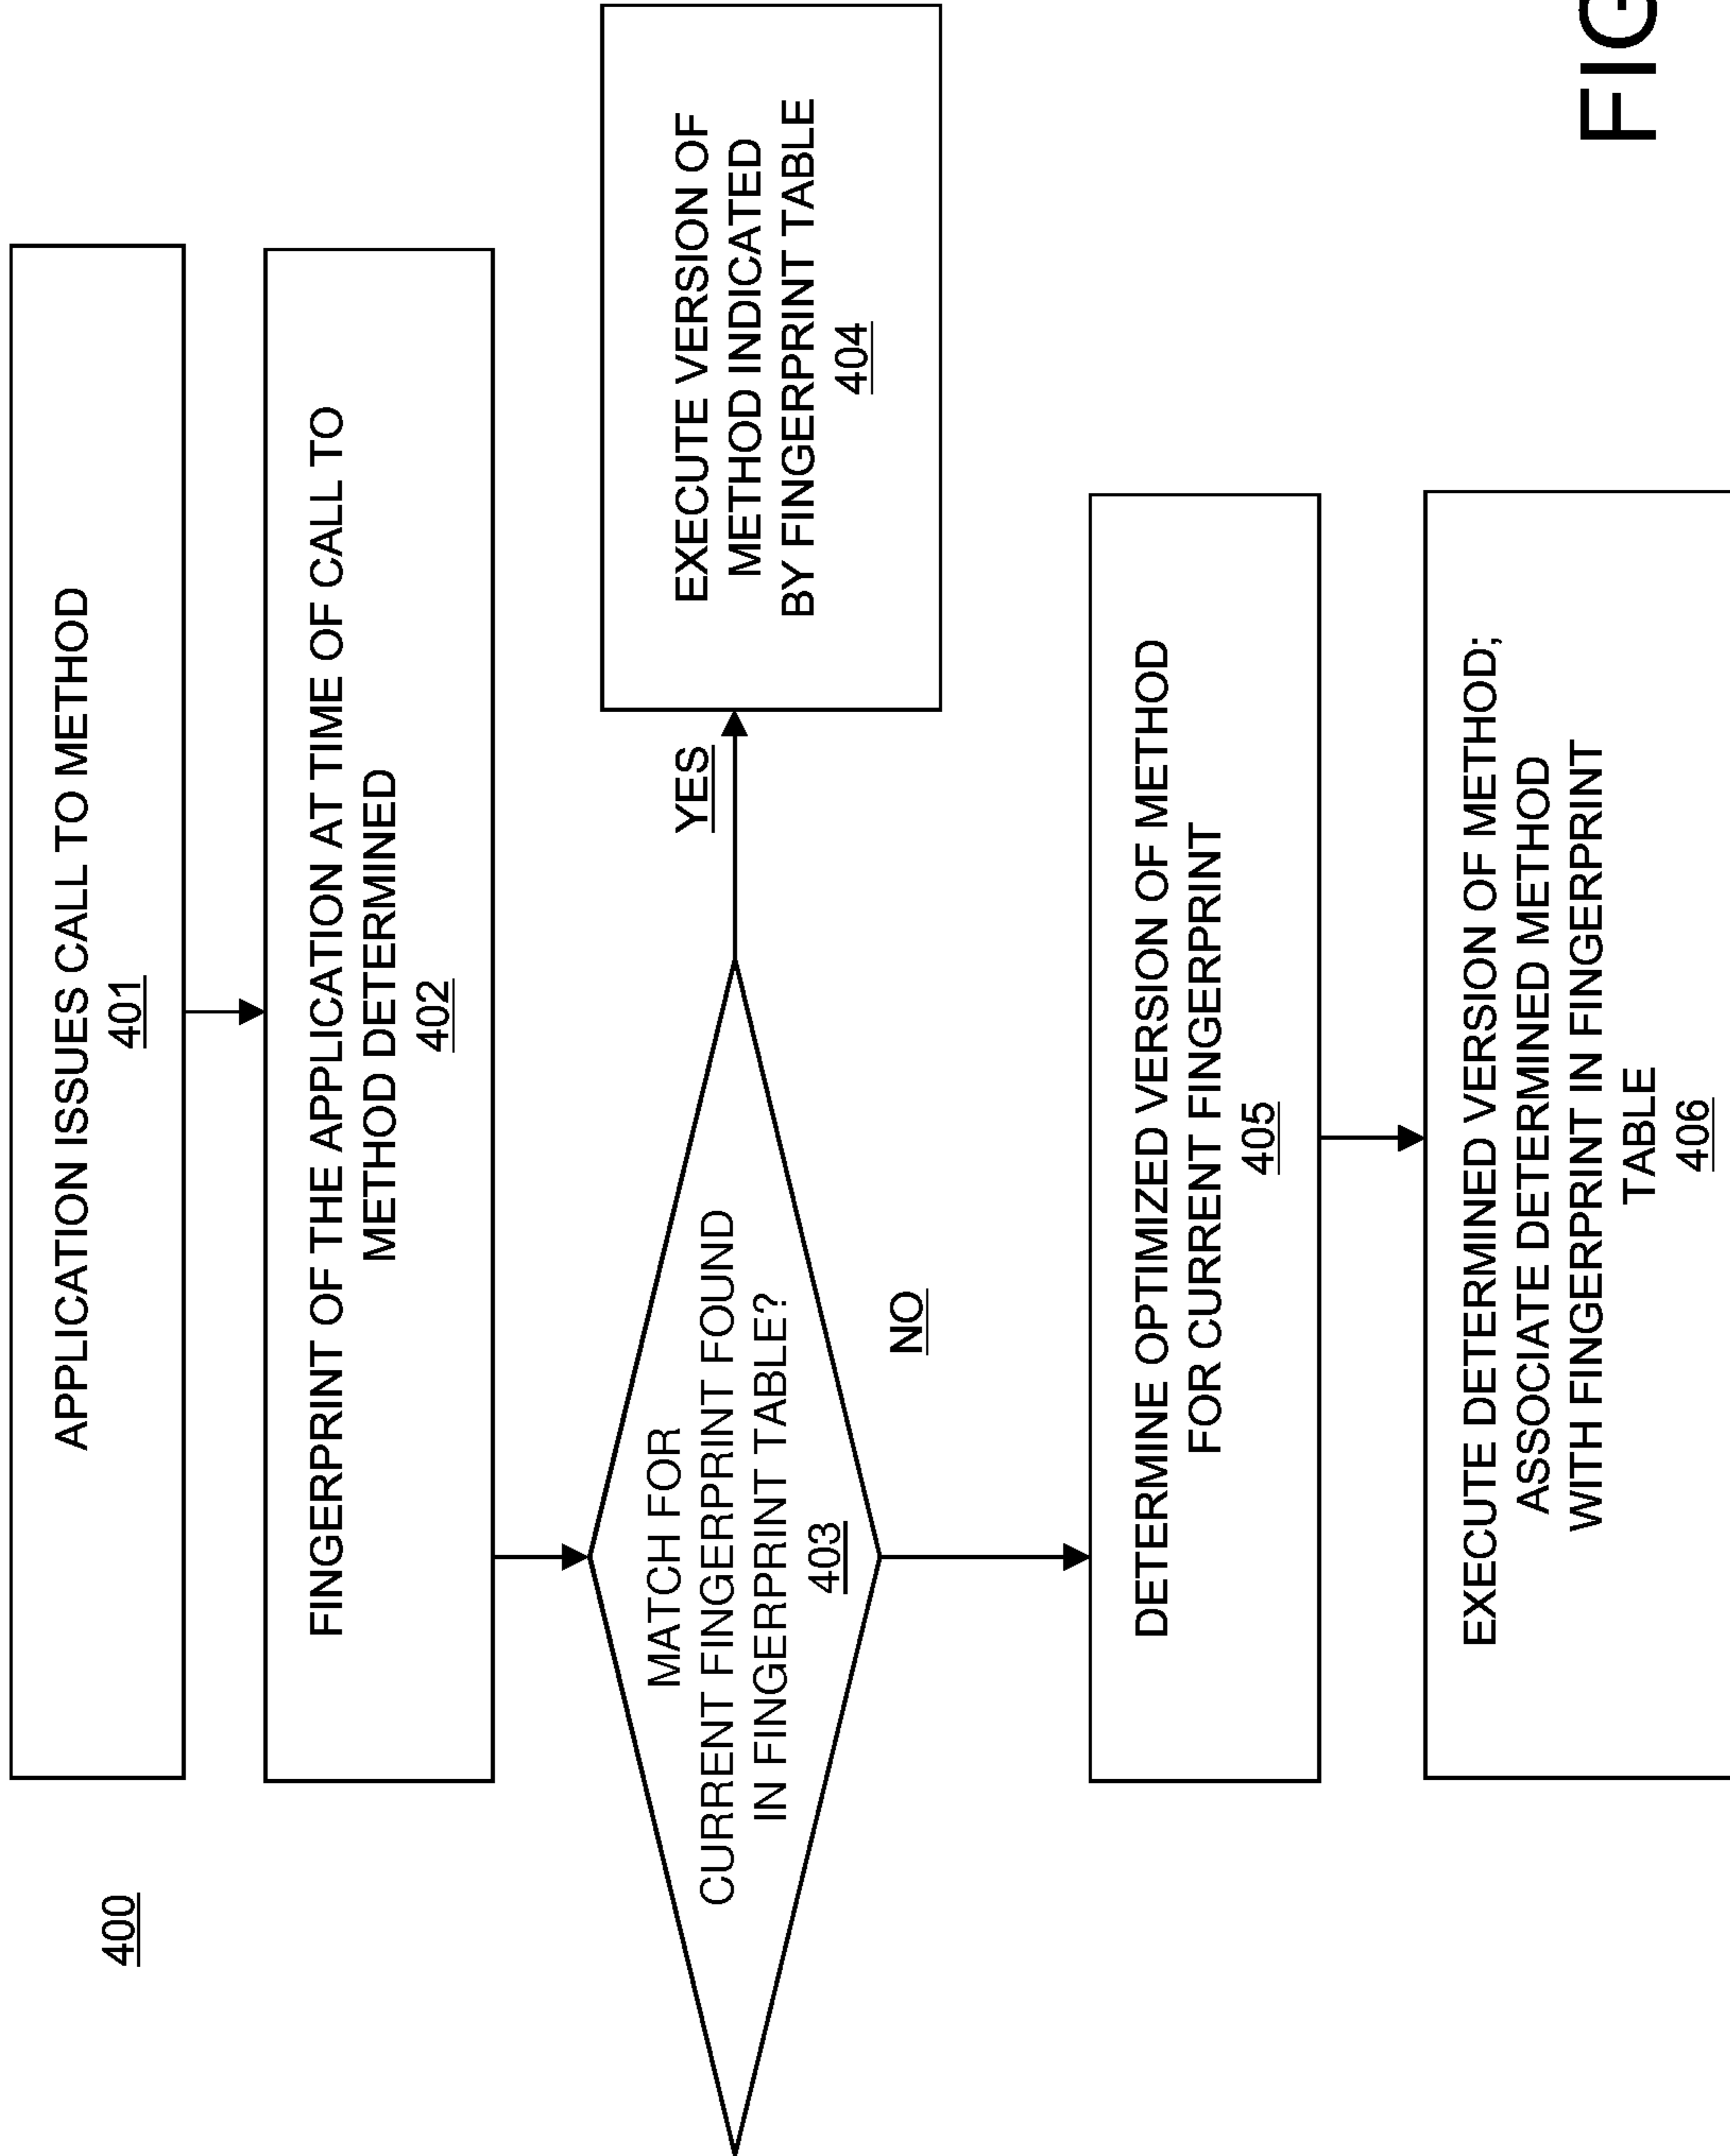 400
APPLICATION ISSUES CALL TO METHOD
401
FINGERPRINT OF THE APPLICATION AT TIME OF CALL TO
METHOD DETERMINED
402
MATCH FOR
CURRENT FINGERPRINT FOUND
IN FINGERPRINT TABLE?
403
YES
EXECUTE VERSION OF
METHOD INDICATED
BY FINGERPRINT TABLE
404
NO
DETERMINE OPTIMIZED VERSION OF METHOD
FOR CURRENT FINGERPRINT
405
EXECUTE DETERMINED VERSION OF METHOD;
ASSOCIATE DETERMINED METHOD
WITH FINGERPRINT IN FINGERPRINT
TABLE
406
FIG